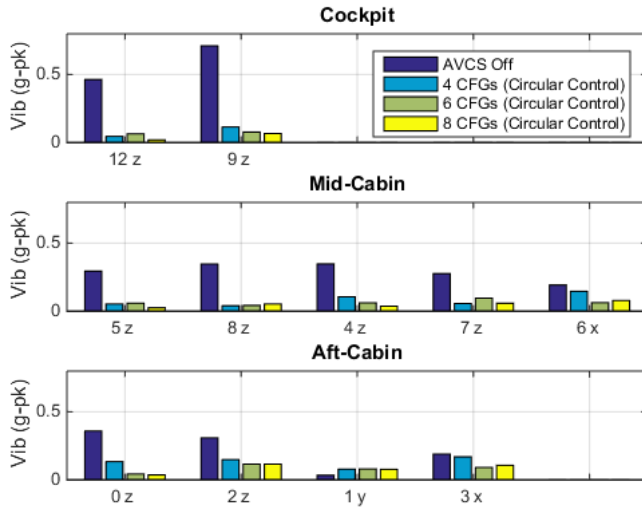 Cockpit
Vib (g-pk)
0.5
0
12 z
9 z
AVCS Off
4 CFGs (Circular Control)
6 CFGs (Circular Control)
8 CFGs (Circular Control)
Mid-Cabin
Vib (g-pk)
0.5
0
5 z
8 z
4 z
7 z
6 x
Aft-Cabin
Vib (g-pk)
0.5
0
0 z
2 z
1 y
3 x